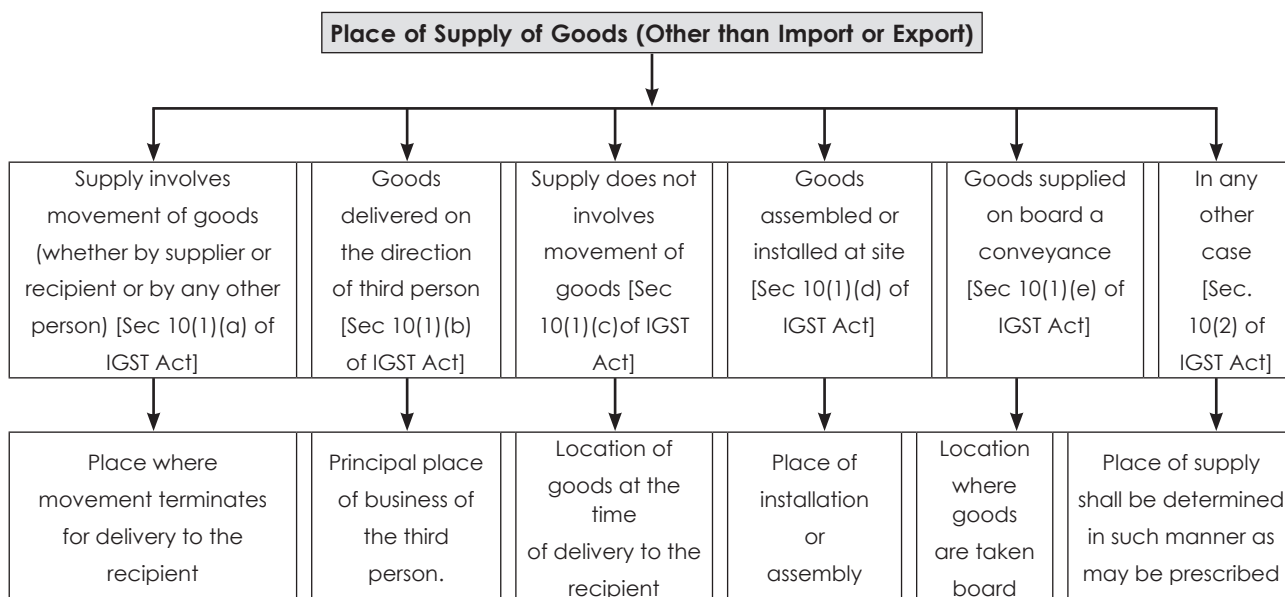 Place of Supply of Goods (Other than Import or Export)
Supply involves
movement of goods
(whether by supplier or
recipient or by any other
person) [Sec 10(1)(a) of
IGST Act]
Goods
delivered on
the direction
of third person
[Sec 10(1)(b)
of IGST Act]
Supply does not
involves
movement of
goods [Sec
10(1)(c)of IGST
Act]
Goods
assembled or
installed at site
[Sec 10(1)(d) of
IGST Act]
Goods supplied
on board a
conveyance
[Sec 10(1)(e) of
IGST Act]
In any
other
case
[Sec.
10(2) of
IGST Act]
Place where
movement terminates
for delivery to the
recipient
Principal place
of business of
the third
person.
Location of
goods at the
time
of delivery to the
recipient
Place of
installation
or
assembly
Location
where
goods
are taken
board
Place of supply
shall be determined
in such manner as
may be prescribed